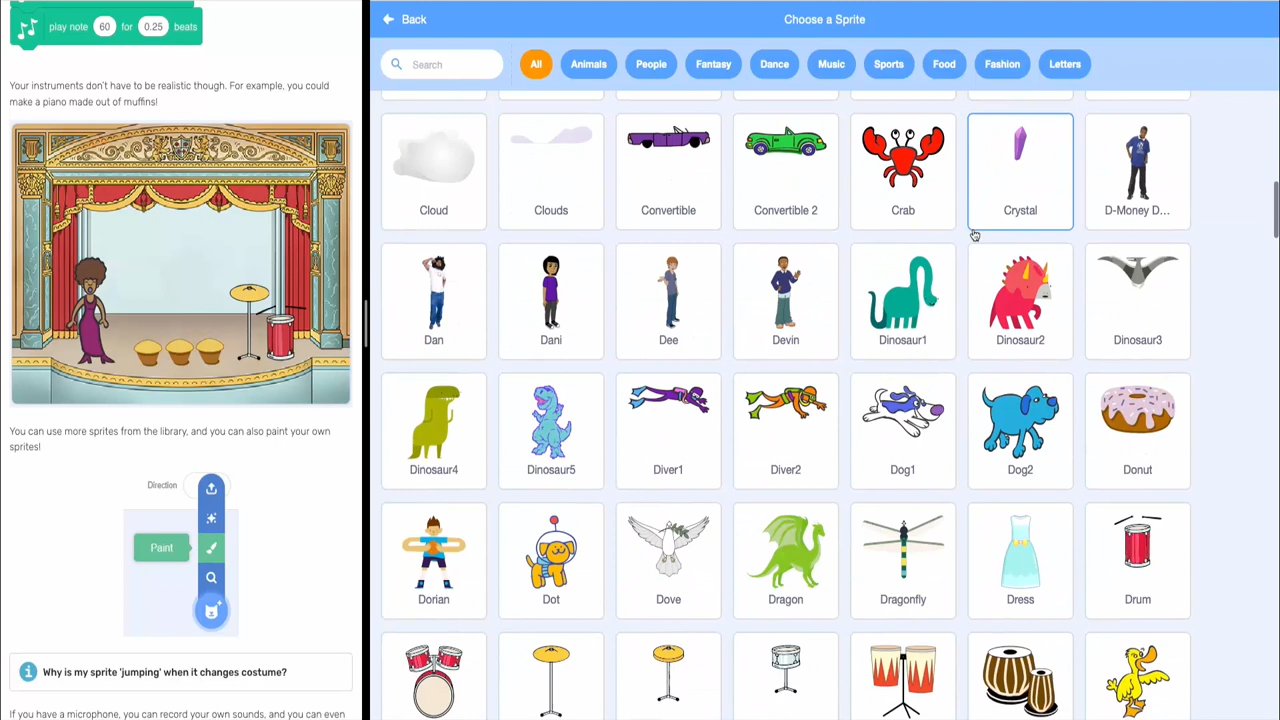 play note 60 for 0.25 beats
Your instruments don't have to be realistic though. For example, you could
make a piano made out of muffins!
You can use more sprites from the library, and you can also paint your own
sprites!
Direction
Paint
Why is my sprite 'jumping' when it changes costume?
If you have a microphone, you can record your own sounds, and you can even
Back
Choose a Sprite
Search
All
Animals
People
Fantasy
Dance
Music
Sports
Food
Fashion
Letters
Cloud
Clouds
Convertible
Convertible 2
Crab
Crystal
D-Money D...
Dan
Dani
Dee
Devin
Dinosaur1
Dinosaur2
Dinosaur3
Dinosaur4
Dinosaur5
Diver1
Diver2
Dog1
Dog2
Donut
Dorian
Dot
Dove
Dragon
Dragonfly
Dress
Drum